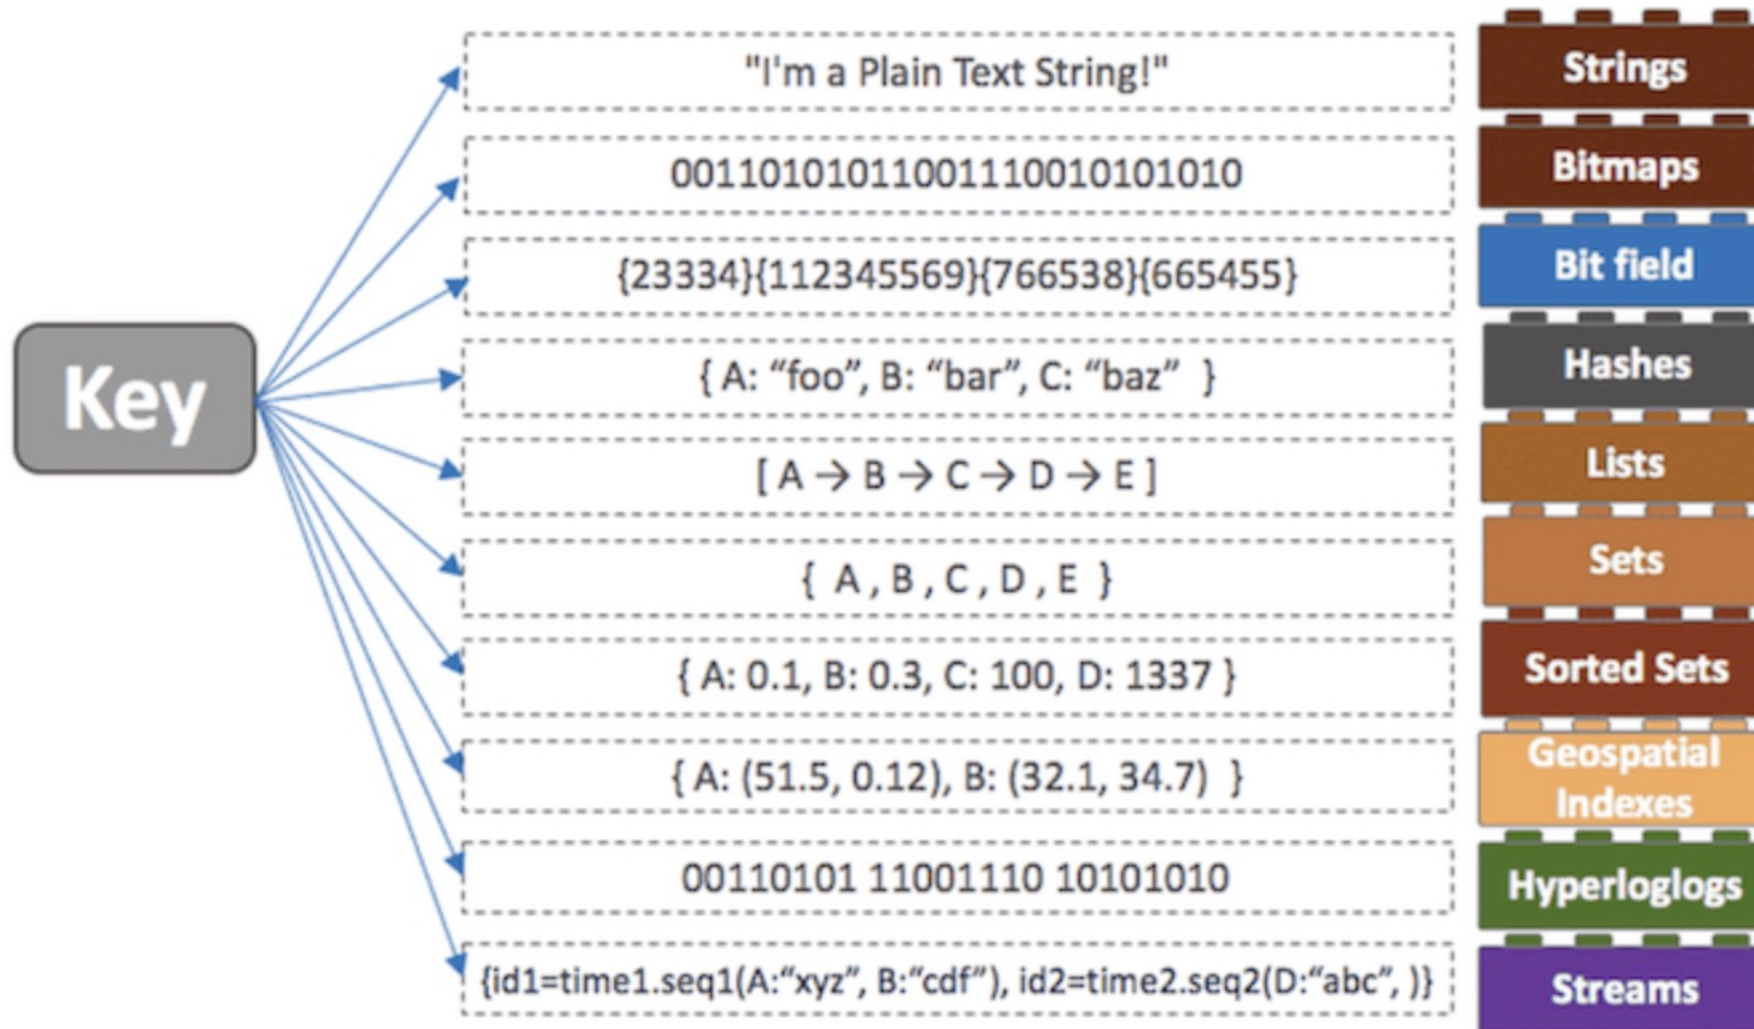 Key
"I'm a Plain Text String!"
Strings
00110101011001110010101010
Bitmaps
{23334}{112345569}{766538}{665455}
Bit field
{ A: “foo”, B: “bar”, C: “baz” }
Hashes
[ A → B → C → D → E ]
Lists
{ A , B , C , D , E }
Sets
{ A: 0.1, B: 0.3, C: 100, D: 1337 }
Sorted Sets
{ A: (51.5, 0.12), B: (32.1, 34.7) }
Geospatial
Indexes
00110101 11001110 10101010
Hyperloglogs
{id1=time1.seq1(A:“xyz”, B:“cdf”), id2=time2.seq2(D:“abc”, )}
Streams